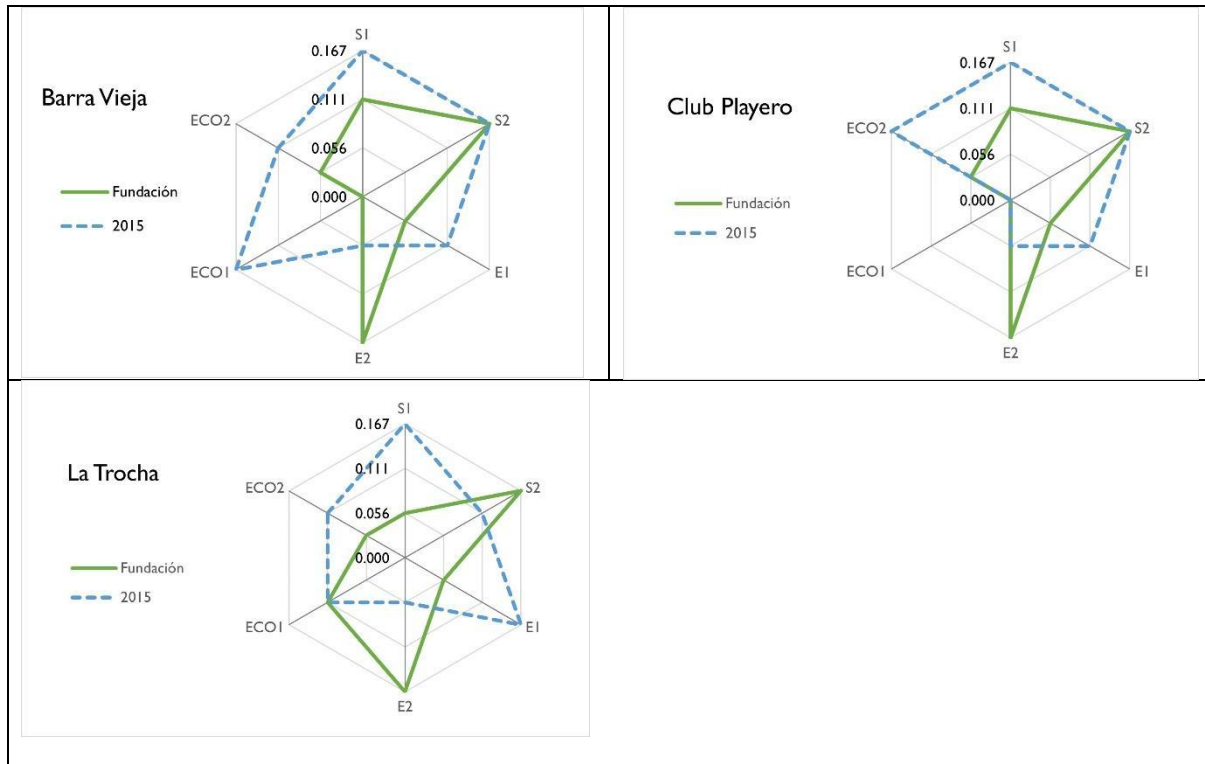 Barra Vieja
S1
0.167
0.111
0.056
0.000
S2
E1
E2
ECO1
ECO2
Fundación
2015
Club Playero
S1
0.167
0.111
0.056
0.000
S2
E1
E2
ECO1
ECO2
Fundación
2015
La Trocha
S1
0.167
0.111
0.056
0.000
S2
E1
E2
ECO1
ECO2
Fundación
2015